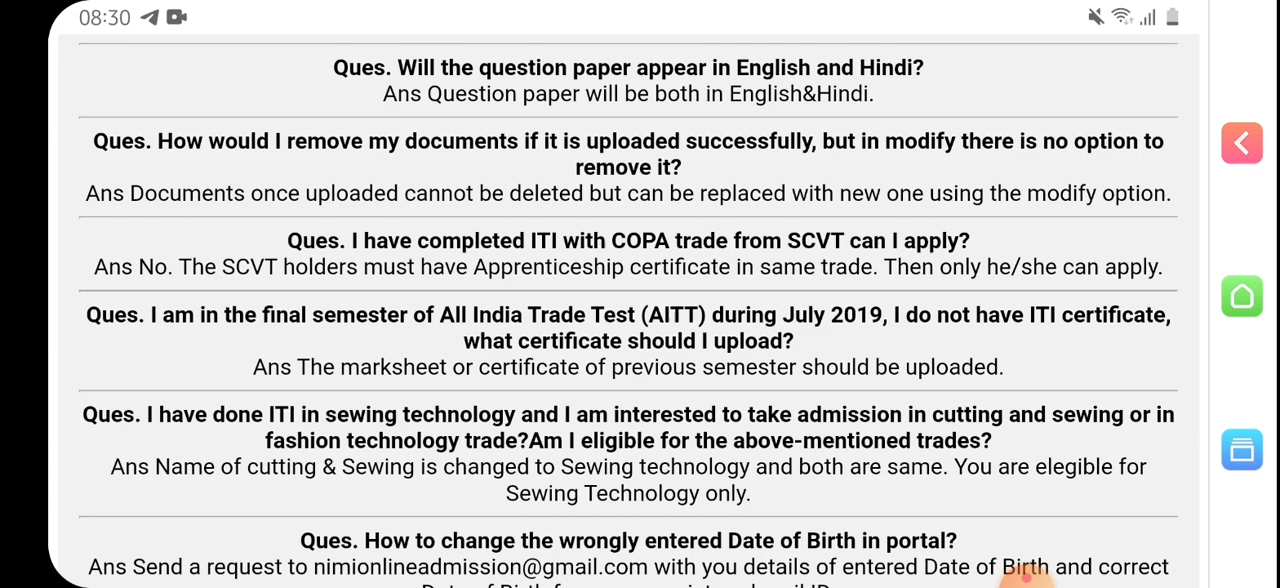 08:30
Ques. Will the question paper appear in English and Hindi?
Ans Question paper will be both in English&Hindi.
Ques. How would I remove my documents if it is uploaded successfully, but in modify there is no option to
remove it?
Ans Documents once uploaded cannot be deleted but can be replaced with new one using the modify option.
Ques. I have completed ITI with COPA trade from SCVT can I apply?
Ans No. The SCVT holders must have Apprenticeship certificate in same trade. Then only he/she can apply.
Ques. I am in the final semester of All India Trade Test (AITT) during July 2019, I do not have ITI certificate,
what certificate should I upload?
Ans The marksheet or certificate of previous semester should be uploaded.
Ques. I have done ITI in sewing technology and I am interested to take admission in cutting and sewing or in
fashion technology trade?Am I eligible for the above-mentioned trades?
Ans Name of cutting & Sewing is changed to Sewing technology and both are same. You are elegible for
Sewing Technology only.
Ques. How to change the wrongly entered Date of Birth in portal?
Ans Send a request to nimionlineadmission@gmail.com with you details of entered Date of Birth and correct